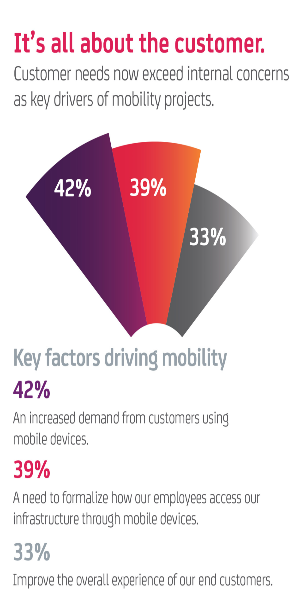 It's all about the customer.
Customer needs now exceed internal concerns
as key drivers of mobility projects.
42%
39%
33%
Key factors driving mobility
42%
An increased demand from customers using
mobile devices.
39%
A need to formalize how our employees access our
infrastructure through mobile devices.
33%
Improve the overall experience of our end customers.